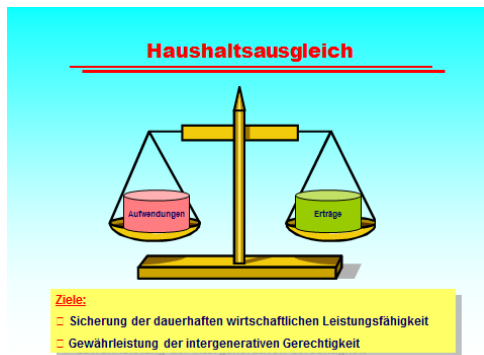 Haushaltsausgleich
Aufwendungen
Erträge
Ziele:
□ Sicherung der dauerhaften wirtschaftlichen Leistungsfähigkeit
□ Gewährleistung der intergenerativen Gerechtigkeit